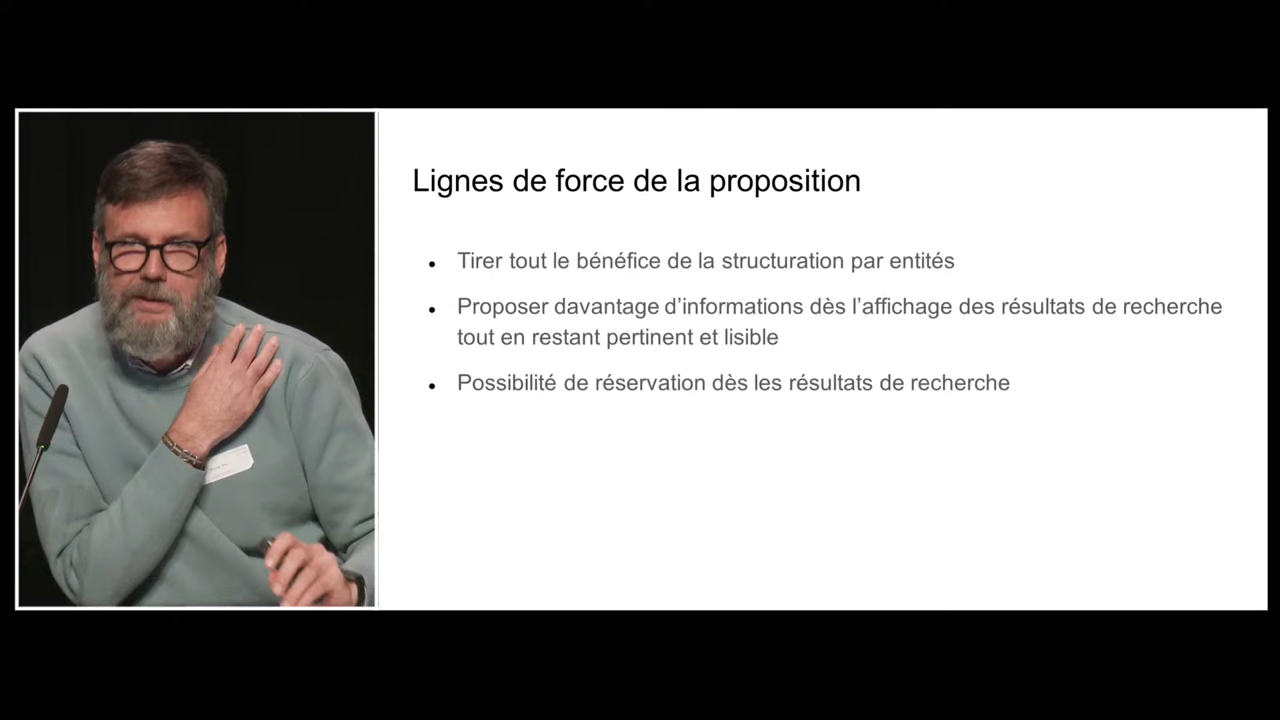 Lignes de force de la proposition
Tirer tout le bénéfice de la structuration par entités
Proposer davantage d’informations dès l’affichage des résultats de recherche
tout en restant pertinent et lisible
Possibilité de réservation dès les résultats de recherche